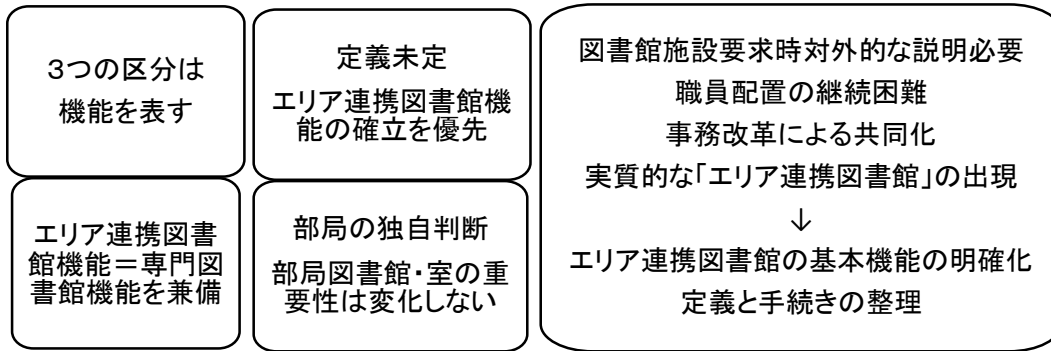 3つの区分は
機能を表す
定義未定
エリア連携図書館機
能の確立を優先
エリア連携図書
館機能＝専門図
書館機能を兼備
部局の独自判断
部局図書館・室の重
要性は変化しない
図書館施設要求時対外的な説明必要
職員配置の継続困難
事務改革による共同化
実質的な「エリア連携図書館」の出現
↓
エリア連携図書館の基本機能の明確化
定義と手続きの整理